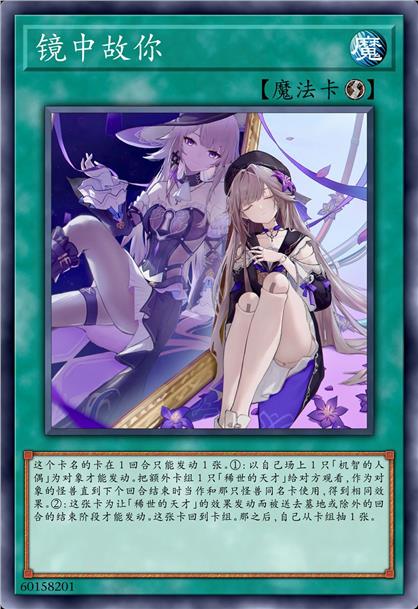 镜中故你
魔
【魔法卡】
这个卡名的卡在1回合只能发动1张。①:以自己场上1只「机智的人
偶」为对象才能发动。把额外卡组1只「稀世的天才」给对方观看,作为对
象的怪兽直到下个回合结束时当作和那只怪兽同名卡使用,得到相同效
果。②:这张卡为让「稀世的天才」的效果发动而被送去墓地或除外的回
合的结束阶段才能发动。这张卡回到卡组。那之后,自己从卡组抽1张。
60158201